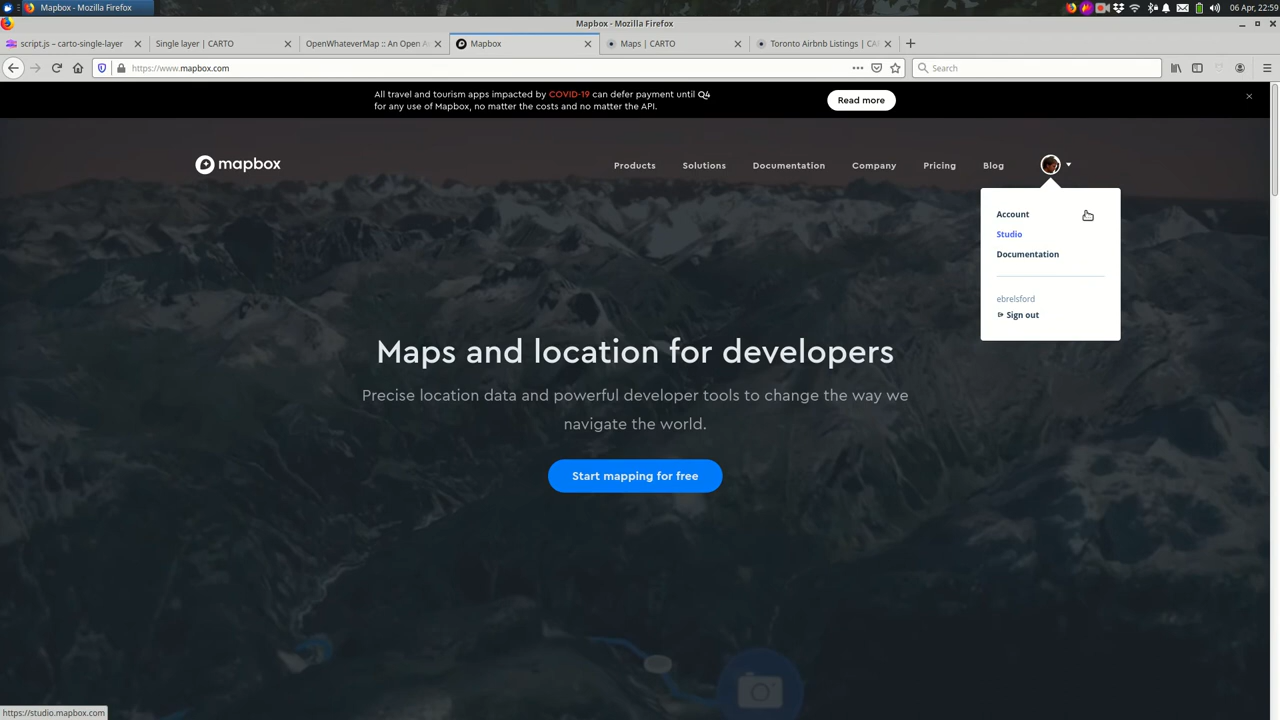 Mapbox - Mozilla Firefox
06 Apr, 22:59
Mapbox - Mozilla Firefox
script.js – carto-single-layer
Single layer | CARTO
OpenWhateverMap :: An Open
Mapbox
Maps | CARTO
Toronto Airbnb Listings | CA
https://www.mapbox.com
Search
All travel and tourism apps impacted by COVID-19 can defer payment until Q4
for any use of Mapbox, no matter the costs and no matter the API.
Read more
mapbox
Products
Solutions
Documentation
Company
Pricing
Blog
Account
Studio
Documentation
ebrelsford
Sign out
Maps and location for developers
Precise location data and powerful developer tools to change the way we
navigate the world.
Start mapping for free
https://studio.mapbox.com